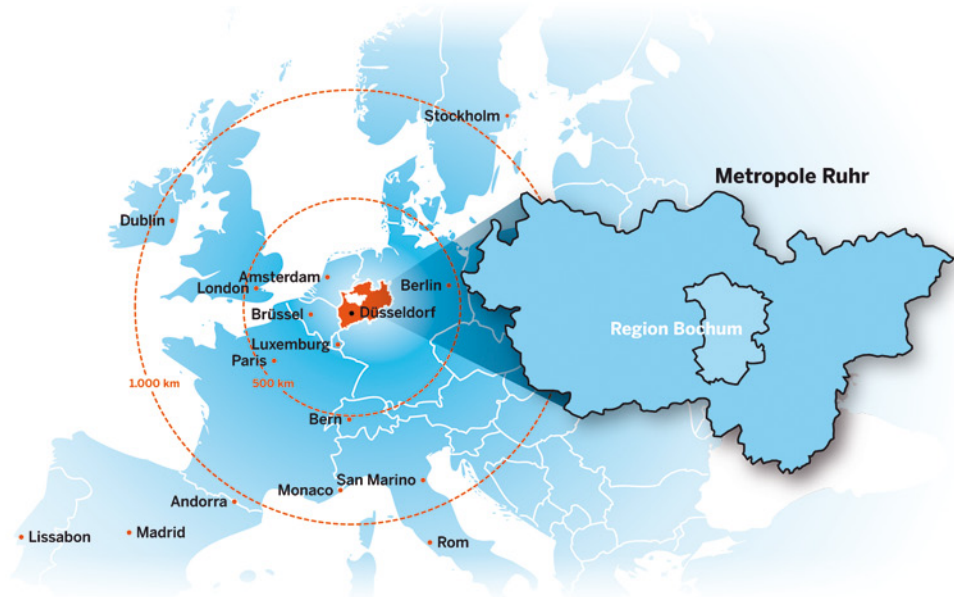 Stockholm
Metropole Ruhr
Dublin
Amsterdam
London
Berlin
Brüssel
Düsseldorf
Region Bochum
Luxemburg
Paris
1.000 km
500 km
Bern
San Marino
Monaco
Andorra
Lissabon
Madrid
Rom